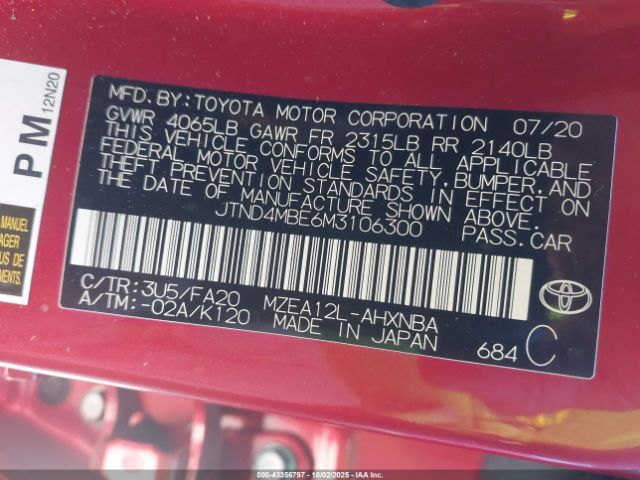 MFD.BY:TOYOTA MOTOR CORPORATION 07/20
GVWR 4065LB GAWR FR 2315LB RR 2140LB
THIS VEHICLE CONFORMS TO ALL APPLICABLE
FEDERAL MOTOR VEHICLE SAFETY,BUMPER,AND
THEFT PREVENTION STANDARDS IN EFFECT
ON THE DATE OF MANUFACTURE SHOWN ABOVE.
JTND4MBE6M3106300 PASS.CAR
C/TR:3U5/FA20 MZEA12L-AHXNBA
A/TM:-02A/K120 MADE IN JAPAN 684 C
PM
12N20
MANUAL
AGER
MENTS.
000-43356797 - 10/02/2025 - IAAI.COM